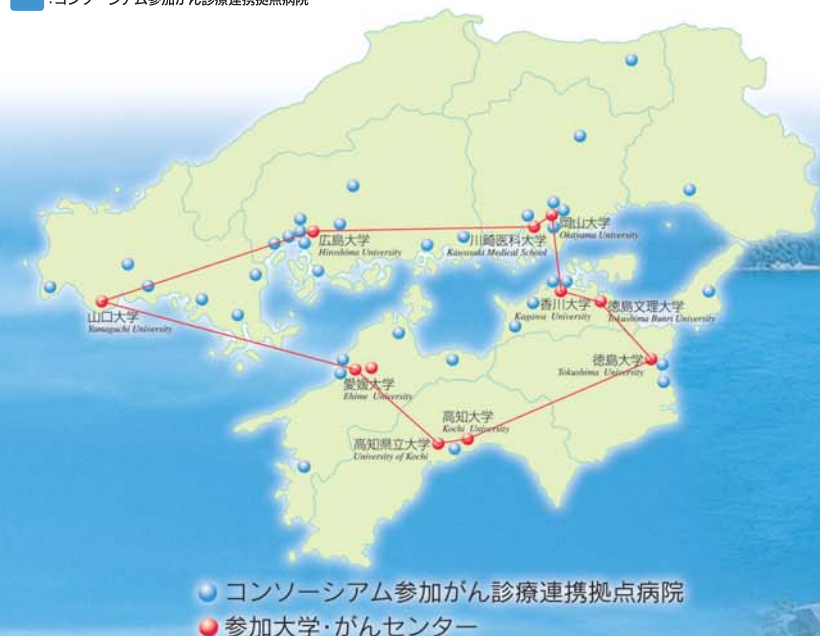 :コンソーシアム参加がん診療連携拠点病院
岡山大学
Okayama University
広島大学
Hiroshima University
川崎医科大学
Kawasaki Medical School
山口大学
Yamaguchi University
香川大学
Kagawa University
徳島文理大学
Tokushima Bunri University
徳島大学
Tokushima University
愛媛大学
Ehime University
高知大学
Kochi University
高知県立大学
University of Kochi
コンソーシアム参加がん診療連携拠点病院
参加大学・がんセンター